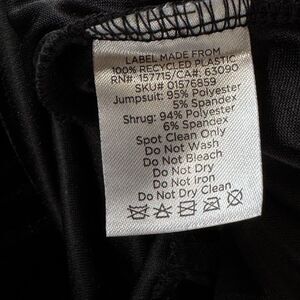 LABEL MADE FROM
100% RECYCLED PLASTIC
RN# 157715/CA#: 63090
SKU# 01576859
Jumpsuit: 95% Polyester
5% Spandex
Shrug: 94% Polyester
6% Spandex
Spot Clean Only
Do Not Wash
Do Not Bleach
Do Not Dry
Do Not Iron
Do Not Dry Clean